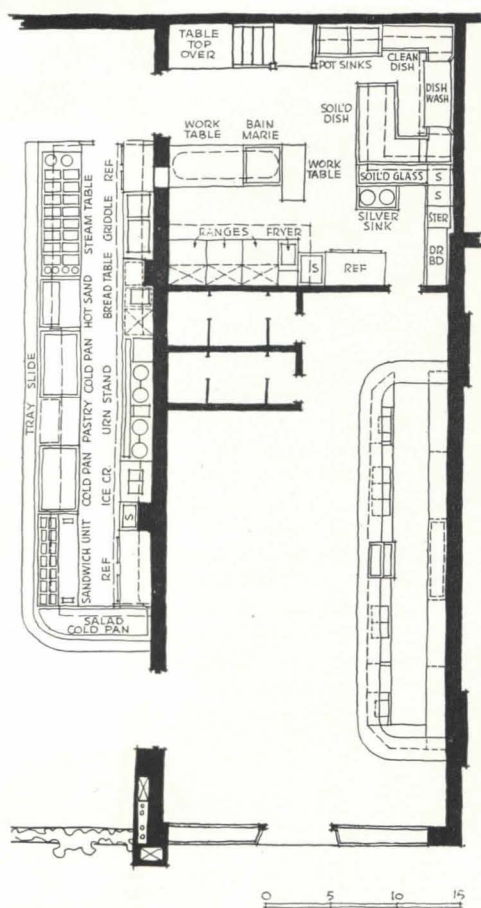 TABLE
TOP
OVER
POT SINKS
CLEAN
DISH
DISH
WASH
SOIL'D
DISH
WORK
TABLE
BAIN
MARIE
WORK
TABLE
SOIL'D GLASS
S
S
STER
DR
BD
SILVER
SINK
RANGES
FRYER
S
REF
REF
GRIDDLE
BREAD TABLE
URN STAND
ICE CR.
S
REF
STEAM TABLE
HOT SAND
COLD PAN
PASTRY
COLD PAN
SANDWICH UNIT
TRAY SLIDE
SALAD
COLD PAN
0 5 10 15